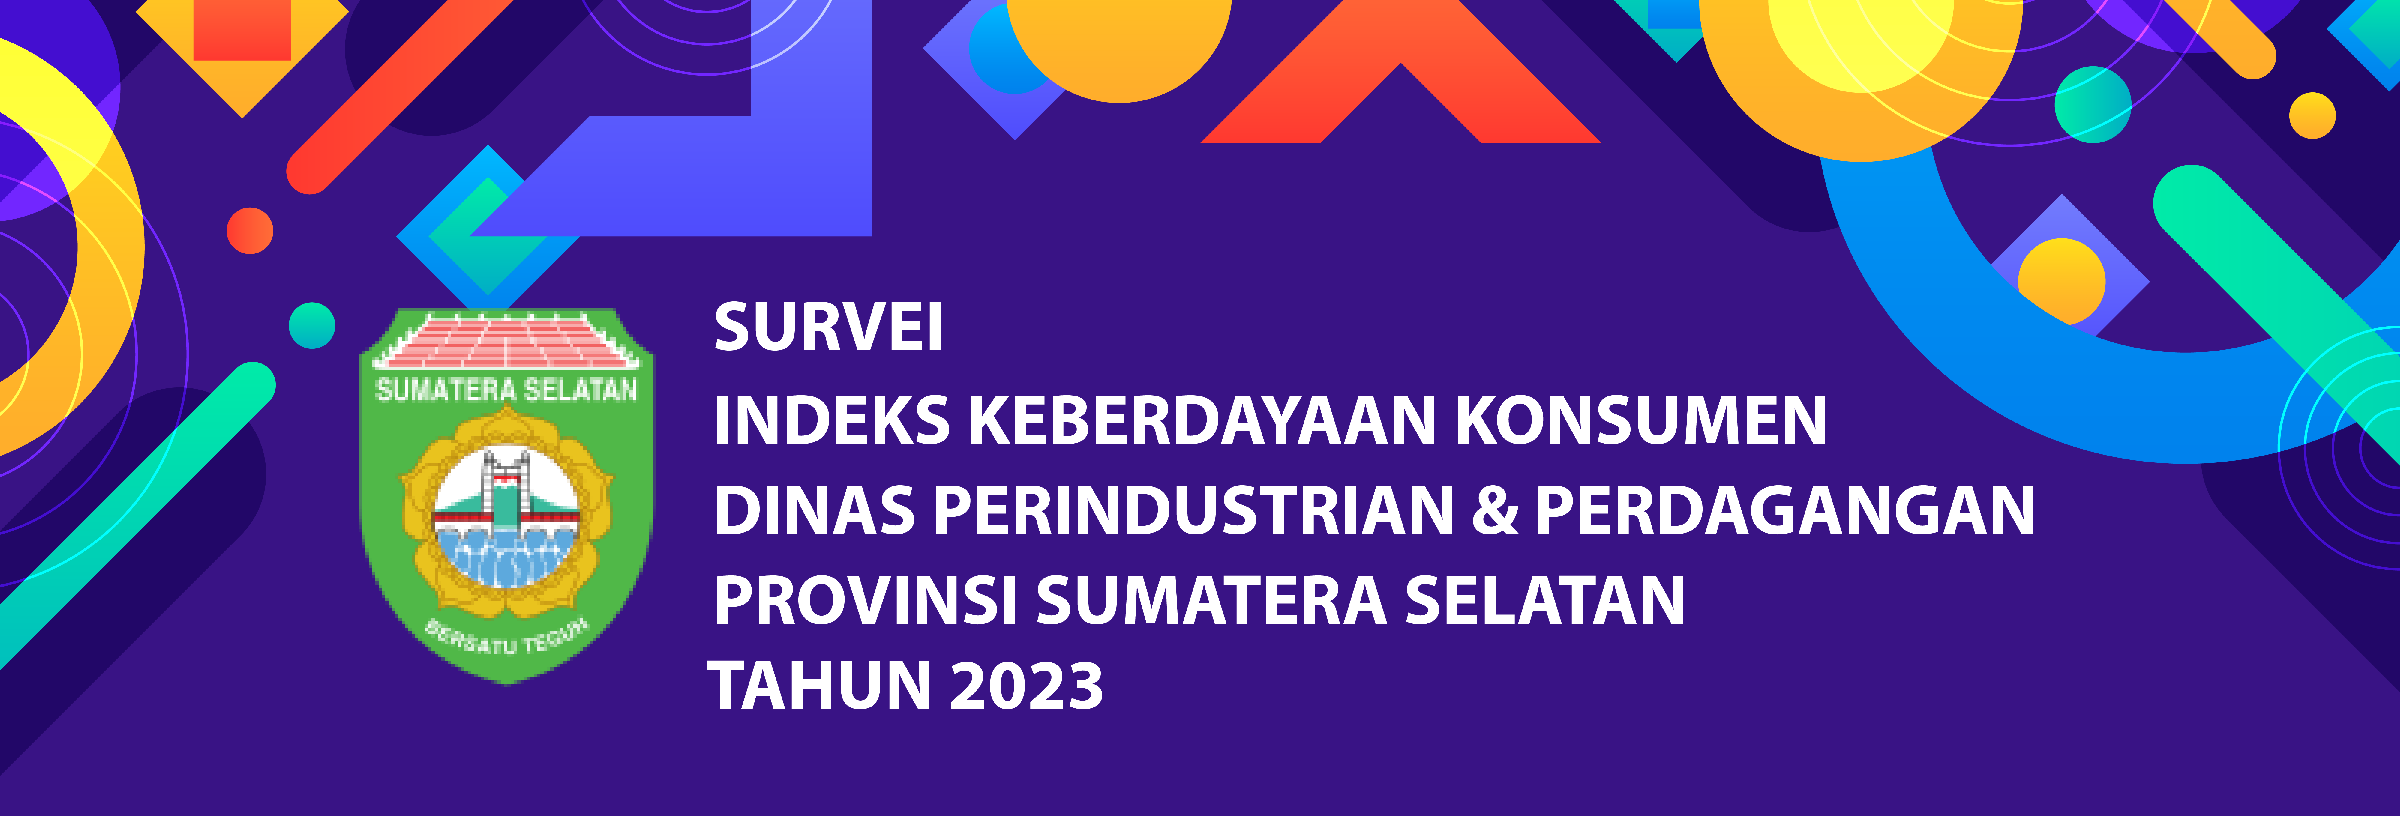 SURVEI
INDEKS KEBERDAYAAN KONSUMEN
DINAS PERINDUSTRIAN & PERDAGANGAN
PROVINSI SUMATERA SELATAN
TAHUN 2023
SUMATERA SELATAN
BERSATU TEGUH